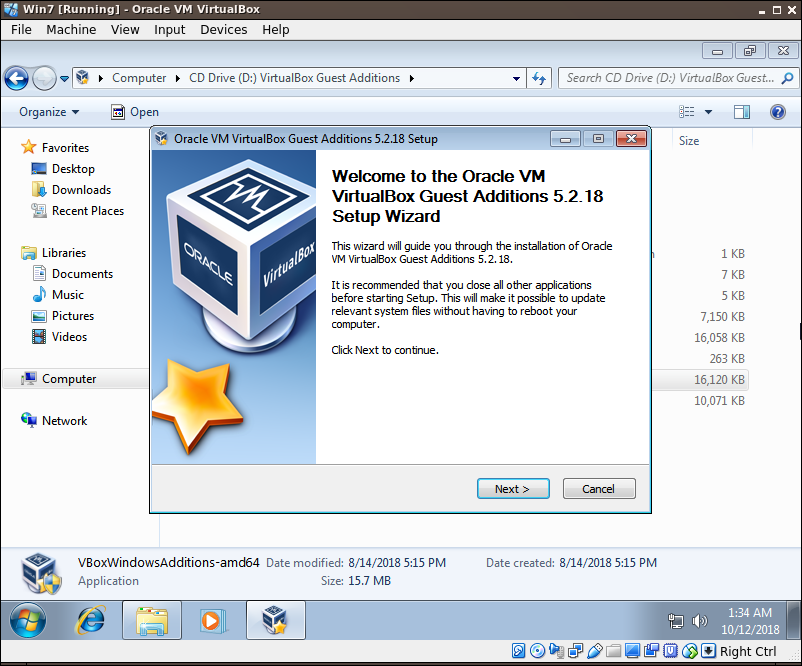 Win7 [Running] - Oracle VM VirtualBox
File Machine View Input Devices Help
Computer CD Drive (D:) VirtualBox Guest Additions
Search CD Drive (D:) VirtualBox Guest...
Organize Open
Oracle VM VirtualBox Guest Additions 5.2.18 Setup
Size
Favorites
Desktop
Downloads
Recent Places
Libraries
Documents
Music
Pictures
Videos
Computer
Network
ORACLE
VirtualBox
Welcome to the Oracle VM
VirtualBox Guest Additions 5.2.18
Setup Wizard
This wizard will guide you through the installation of Oracle
VM VirtualBox Guest Additions 5.2.18.
It is recommended that you close all other applications
before starting Setup. This will make it possible to update
relevant system files without having to reboot your
computer.
Click Next to continue.
Next >
Cancel
1 KB
7 KB
5 KB
7,150 KB
16,058 KB
263 KB
16,120 KB
10,071 KB
VBoxWindowsAdditions-amd64 Date modified: 8/14/2018 5:15 PM Date created: 8/14/2018 5:15 PM
Application Size: 15.7 MB
1:34 AM
10/12/2018
Right Ctrl